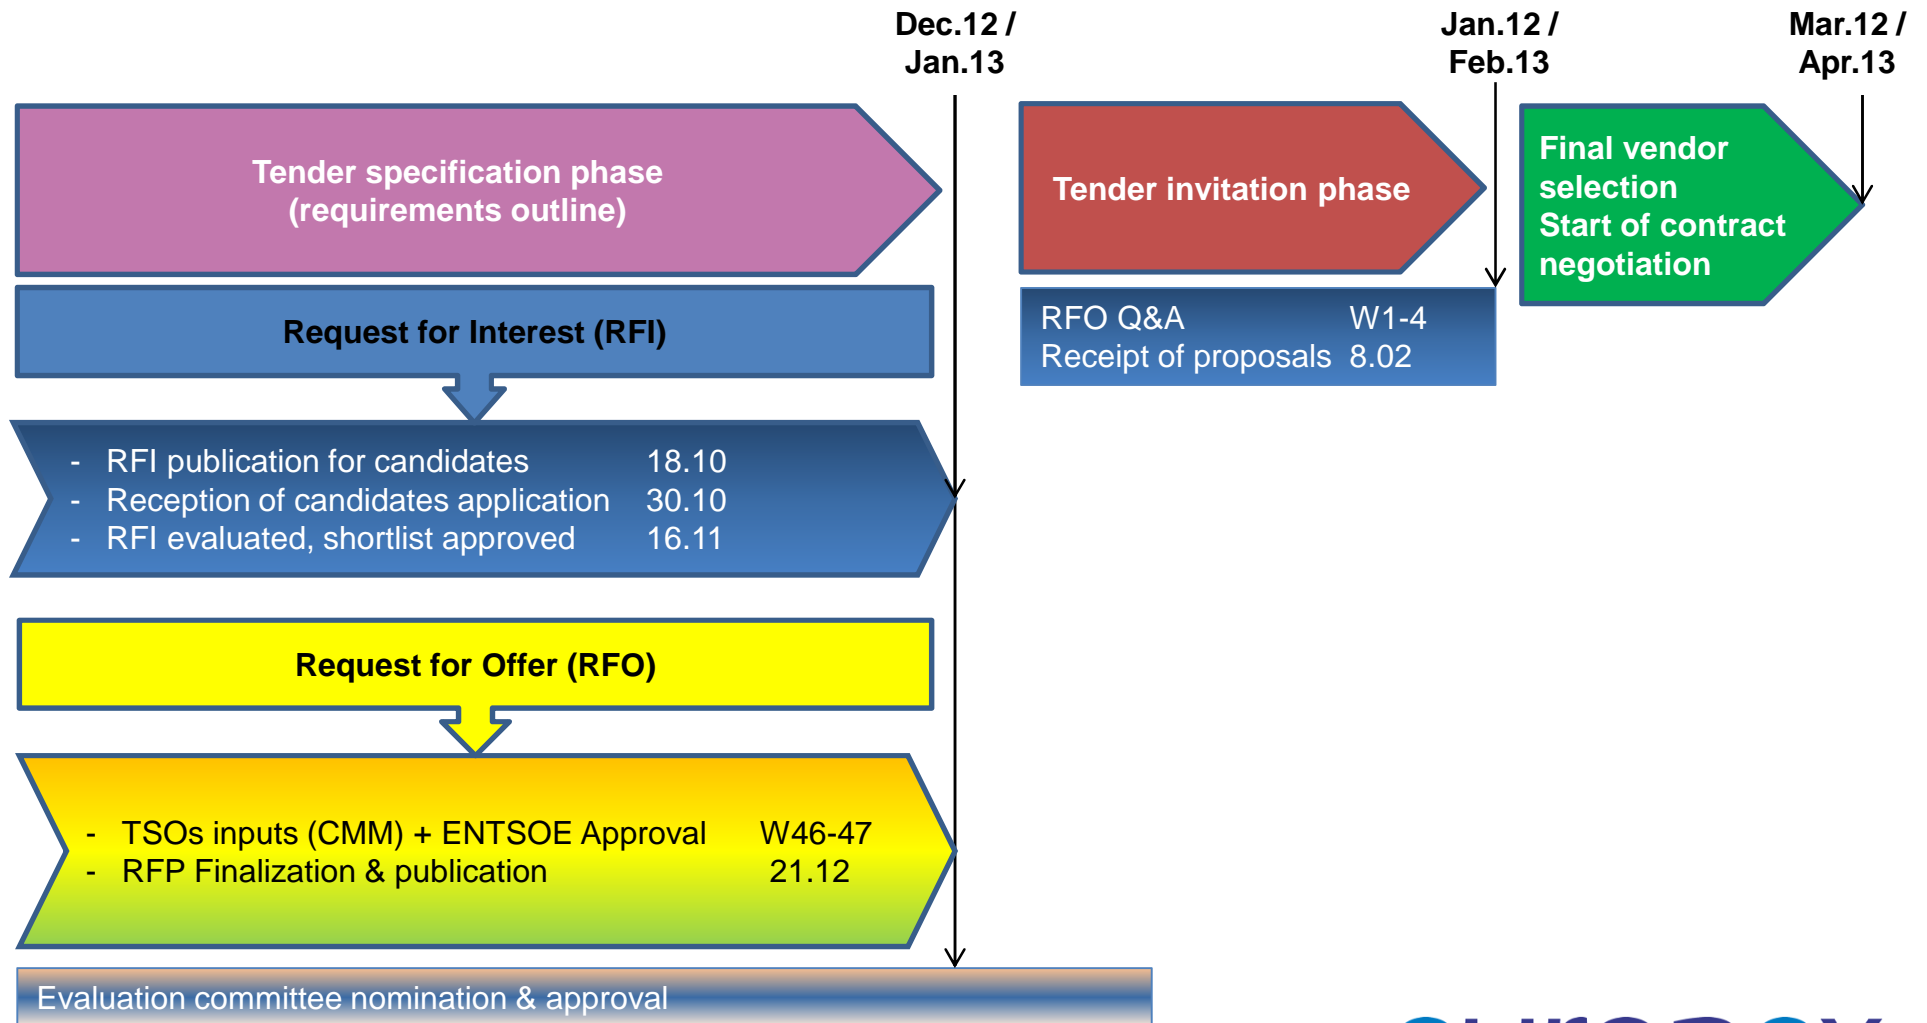 Dec.12 /
Jan.13
Jan.12 /
Feb.13
Mar.12 /
Apr.13
Tender specification phase
(requirements outline)
Tender invitation phase
Final vendor
selection
Start of contract
negotiation
Request for Interest (RFI)
RFO Q&A W1-4
Receipt of proposals 8.02
- RFI publication for candidates 18.10
- Reception of candidates application 30.10
- RFI evaluated, shortlist approved 16.11
Request for Offer (RFO)
- TSOs inputs (CMM) + ENTSOE Approval W46-47
- RFP Finalization & publication 21.12
Evaluation committee nomination & approval